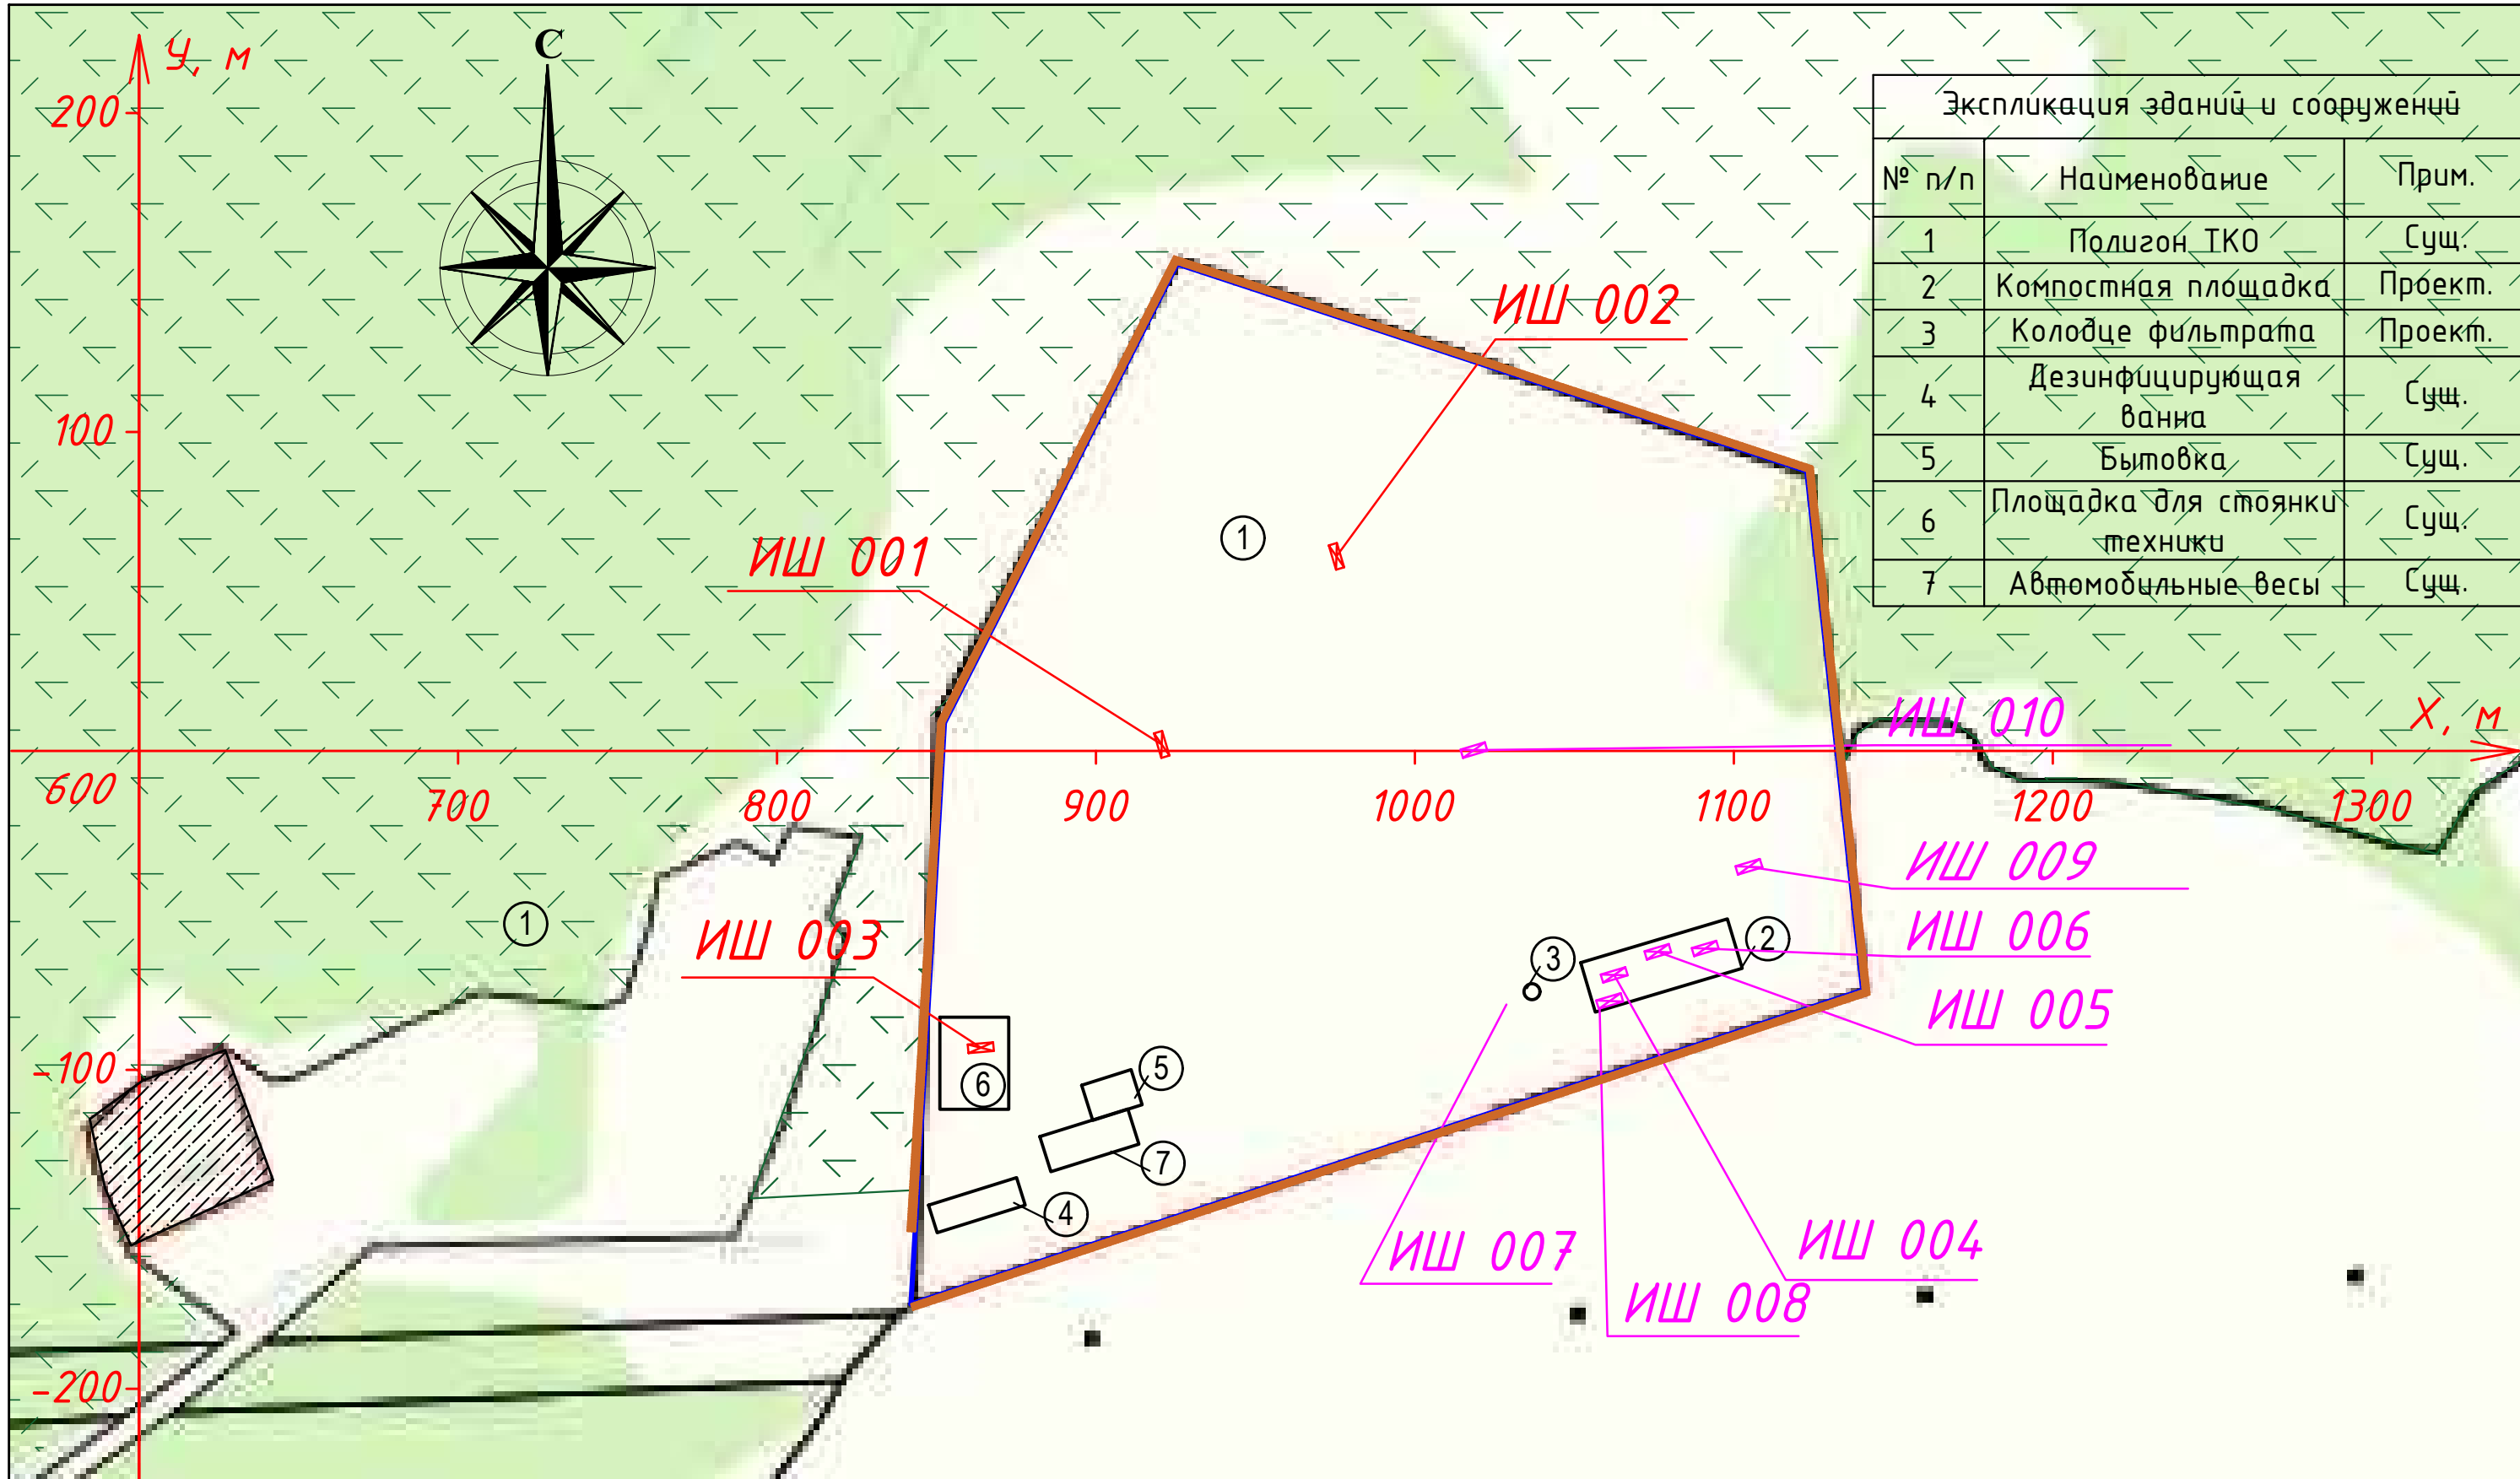 С
У, м
200
Экспликация зданий и сооружений
№ п/п Наименование Прим.
1 Полигон ТКО Сущ.
2 Компостная площадка Проект.
3 Колодце фильтрата Проект.
4 Дезинфицирующая ванна Сущ.
5 Бытовка Сущ.
6 Площадка для стоянки техники Сущ.
7 Автомобильные весы Сущ.
ИШ 002
100
1
ИШ 001
ИШ 010
Х, м
600 700 800 900 1000 1100 1200 1300
ИШ 009
1
ИШ 003
3
2
ИШ 006
ИШ 005
-100
6
5
7
4
ИШ 007
ИШ 004
ИШ 008
-200